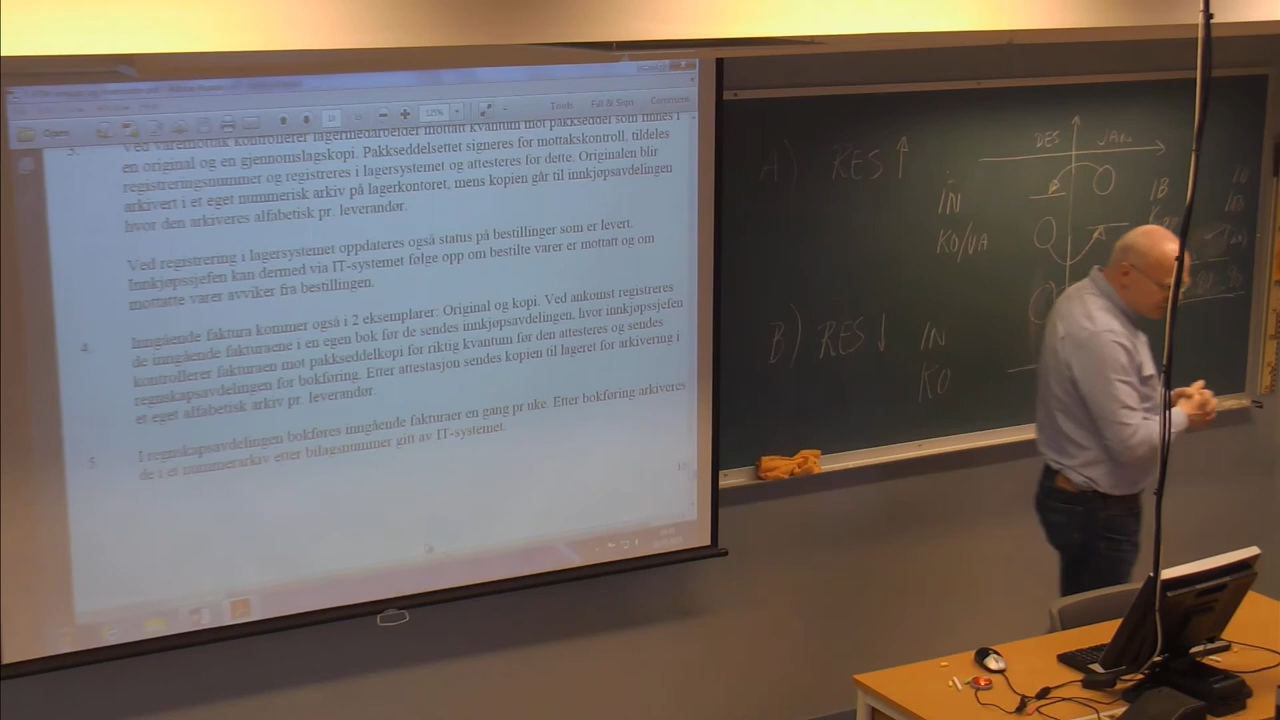 Open
125%
Tools
Fill & Sign
Comment
3. Ved varemottak kontrollerer lagermedarbeider mottatt kvantum mot pakkseddel som finnes i
en original og en gjennomslagskopi. Pakkseddelsettet signeres for mottakskontroll, tildeles
registreringsnummer og registreres i lagersystemet og attesteres for dette. Originalen blir
arkivert i et eget nummerisk arkiv på lagerkontoret, mens kopien går til innkjøpsavdelingen
hvor den arkiveres alfabetisk pr. leverandør.
Ved registrering i lagersystemet oppdateres også status på bestillinger som er levert.
Innkjøpssjefen kan dermed via IT-systemet følge opp om bestilte varer er mottatt og om
mottatte varer avviker fra bestillingen.
4. Inngående faktura kommer også i 2 eksemplarer: Original og kopi. Ved ankomst registreres
de inngående fakturaene i en egen bok før de sendes innkjøpsavdelingen, hvor innkjøpssjefen
kontrollerer fakturaen mot pakkseddelkopi for riktig kvantum før den attesteres og sendes
regnskapsavdelingen for bokføring. Etter attestasjon sendes kopien til lageret for arkivering i
et eget alfabetisk arkiv pr. leverandør.
5. I regnskapsavdelingen bokføres inngående fakturaer en gang pr uke. Etter bokføring arkiveres
de i et nummerarkiv etter bilagsnummer gitt av IT-systemet.
A) RES ↑
IN
KO/VA
DES JAN
IB
B) RES ↓
IN
KO